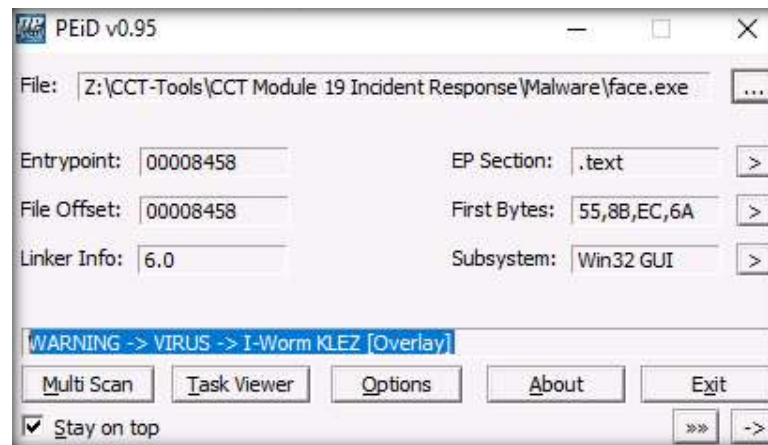 PEiD v0.95
File: Z:\CCT-Tools\CCT Module 19 Incident Response\Malware\face.exe ...
Entrypoint: 00008458 EP Section: .text >
File Offset: 00008458 First Bytes: 55,8B,EC,6A >
Linker Info: 6.0 Subsystem: Win32 GUI >
WARNING -> VIRUS -> I-Worm KLEZ [Overlay]
Multi Scan Task Viewer Options About Exit
Stay on top »» ->